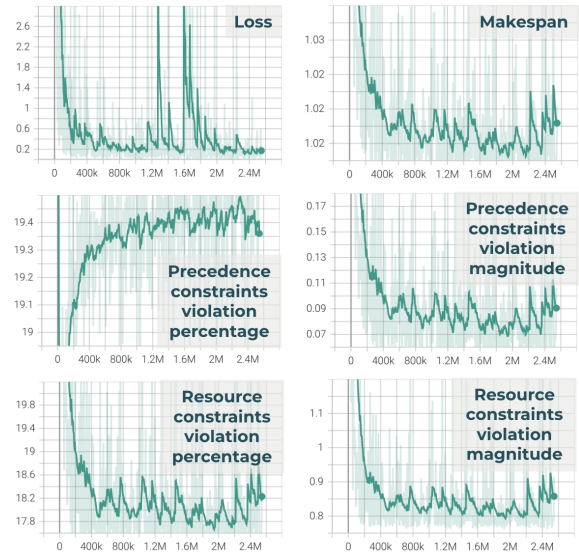 Loss
2.6
2.2
1.8
1.4
1
0.6
0.2
0 400k 800k 1.2M 1.6M 2M 2.4M
Makespan
1.03
1.02
1.02
1.02
0 400k 800k 1.2M 1.6M 2M 2.4M
Precedence
constraints
violation
percentage
19.4
19.3
19.2
19.1
19
0 400k 800k 1.2M 1.6M 2M 2.4M
Precedence
constraints
violation
magnitude
0.17
0.15
0.13
0.11
0.09
0.07
0 400k 800k 1.2M 1.6M 2M 2.4M
Resource
constraints
violation
percentage
19.8
19.4
19
18.6
18.2
17.8
0 400k 800k 1.2M 1.6M 2M 2.4M
Resource
constraints
violation
magnitude
1.1
1
0.9
0.8
0 400k 800k 1.2M 1.6M 2M 2.4M